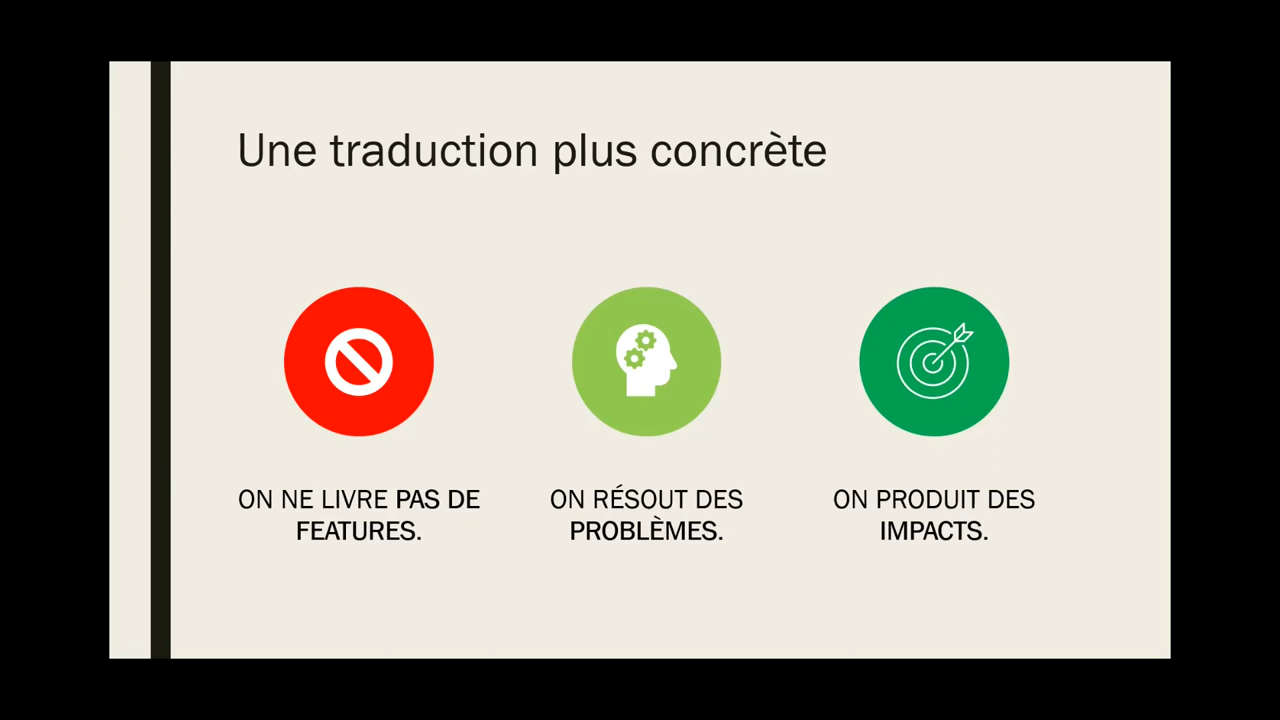 Une traduction plus concrète
ON NE LIVRE PAS DE
FEATURES.
ON RÉSOUT DES
PROBLÈMES.
ON PRODUIT DES
IMPACTS.